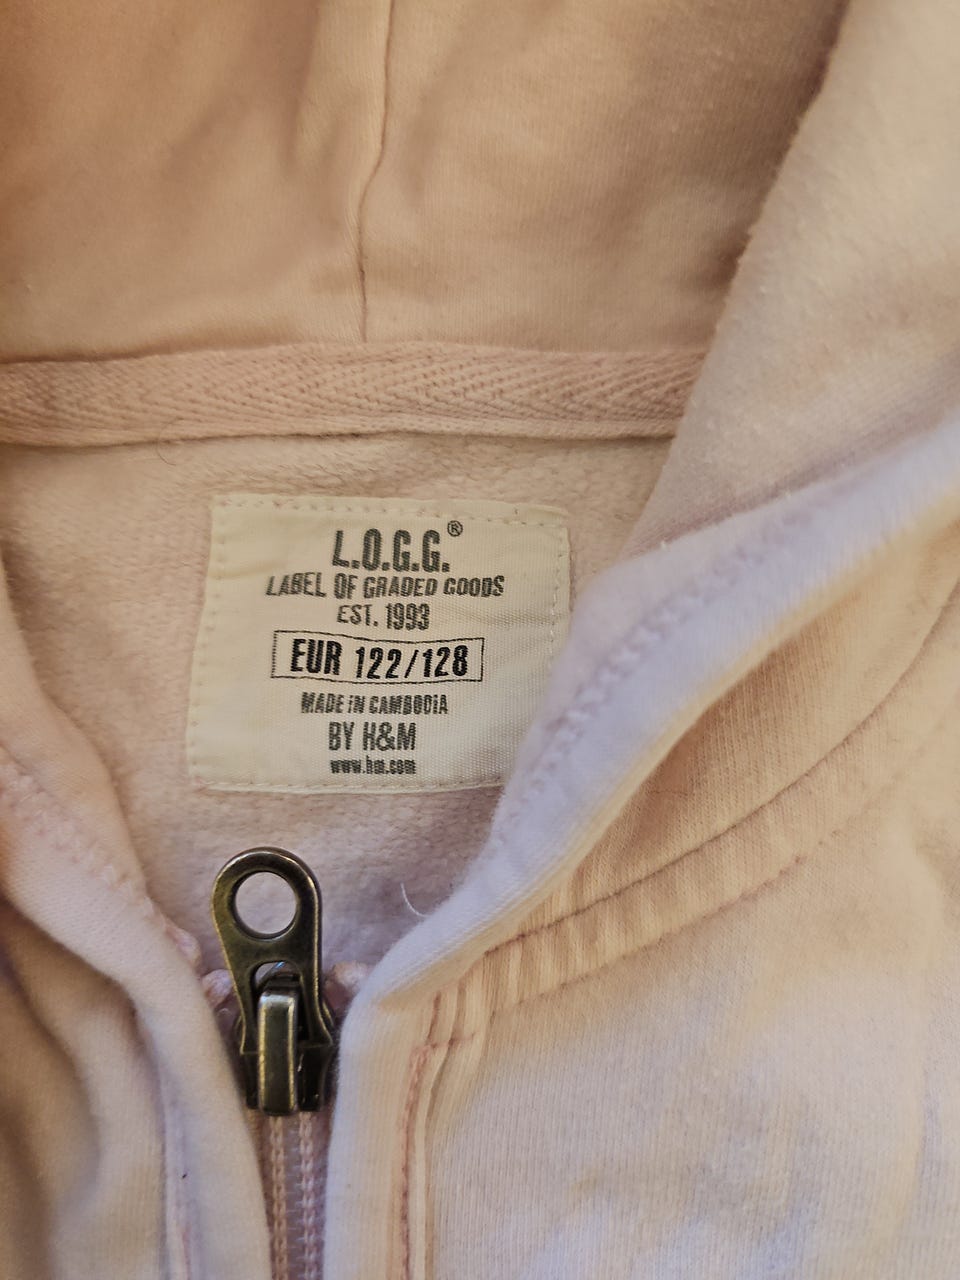 L.O.G.G.®
LABEL OF GRADED GOODS
EST. 1993
EUR 122/128
MADE IN CAMBODIA
BY H&M
www.hm.com